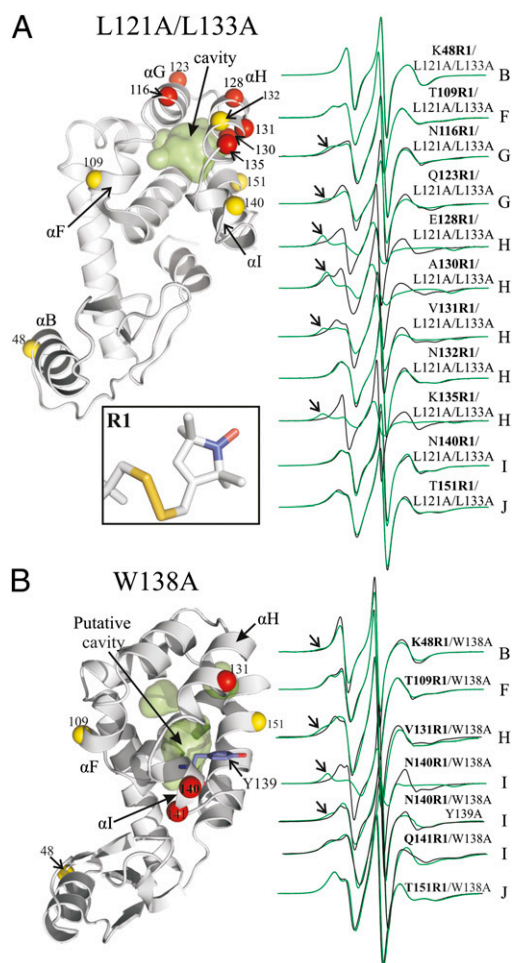 A
L121A/L133A
αG
123
cavity
αH
116
128
132
131
130
135
109
151
140
αF
αI
αB
48
R1
K48R1/
L121A/L133A
B
T109R1/
L121A/L133A
F
N116R1/
L121A/L133A
G
Q123R1/
L121A/L133A
G
E128R1/
L121A/L133A
H
A130R1/
L121A/L133A
H
V131R1/
L121A/L133A
H
N132R1/
L121A/L133A
H
K135R1/
L121A/L133A
H
N140R1/
L121A/L133A
I
T151R1/
L121A/L133A
J
B
W138A
Putative
cavity
αH
131
109
151
αF
Y139
140
αI
141
48
K48R1/W138A
B
T109R1/W138A
F
V131R1/W138A
H
N140R1/W138A
I
N140R1/W138A
Y139A
I
Q141R1/W138A
I
T151R1/W138A
J